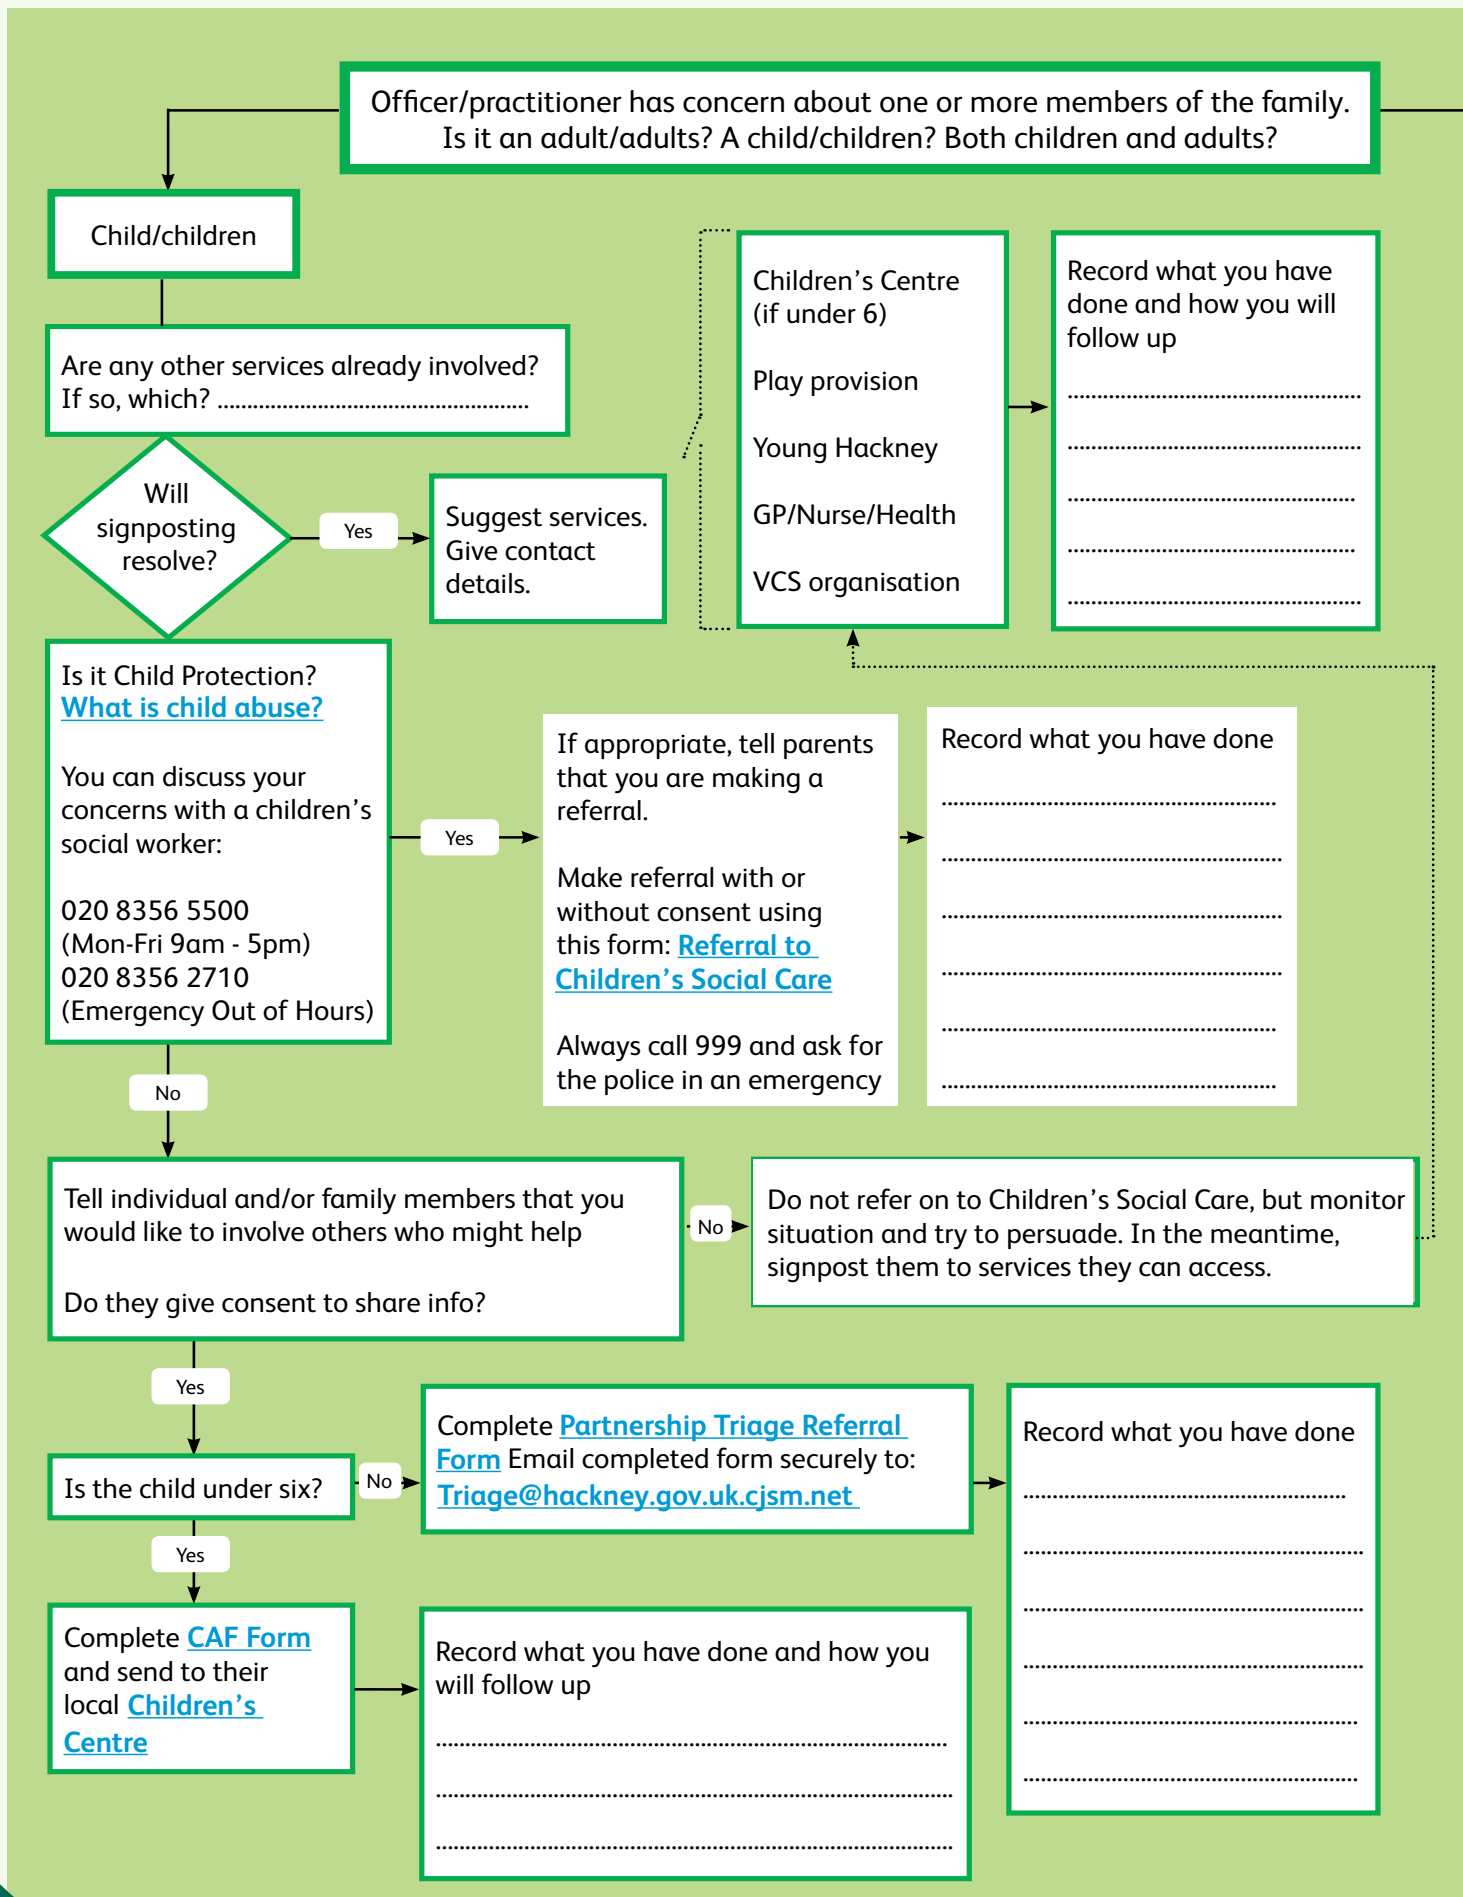 Officer/practitioner has concern about one or more members of the family.
Is it an adult/adults? A child/children? Both children and adults?
Child/children
Are any other services already involved?
If so, which? ......................................................
Will
signposting
resolve?
Yes
Suggest services.
Give contact
details.
Children's Centre
(if under 6)
Play provision
Young Hackney
GP/Nurse/Health
VCS organisation
Record what you have
done and how you will
follow up
..................................................
..................................................
.................................................
.................................................
..................................................
Is it Child Protection?
What is child abuse?
You can discuss your
concerns with a children's
social worker:
020 8356 5500
(Mon-Fri 9am - 5pm)
020 8356 2710
(Emergency Out of Hours)
Yes
If appropriate, tell parents
that you are making a
referral.
Make referral with or
without consent using
this form: Referral to
Children's Social Care
Always call 999 and ask for
the police in an emergency
Record what you have done
.........................................................
..........................................................
..........................................................
..........................................................
.........................................................
.........................................................
No
Tell individual and/or family members that you
would like to involve others who might help
Do they give consent to share info?
No
Do not refer on to Children's Social Care, but monitor
situation and try to persuade. In the meantime,
signpost them to services they can access.
Yes
Is the child under six?
No
Complete Partnership Triage Referral
Form Email completed form securely to:
Triage@hackney.gov.uk.cjsm.net
Record what you have done
.......................................................
..........................................................
..........................................................
..........................................................
.........................................................
.........................................................
Yes
Complete CAF Form
and send to their
local Children's
Centre
Record what you have done and how you
will follow up
.......................................................................................
........................................................................................
........................................................................................